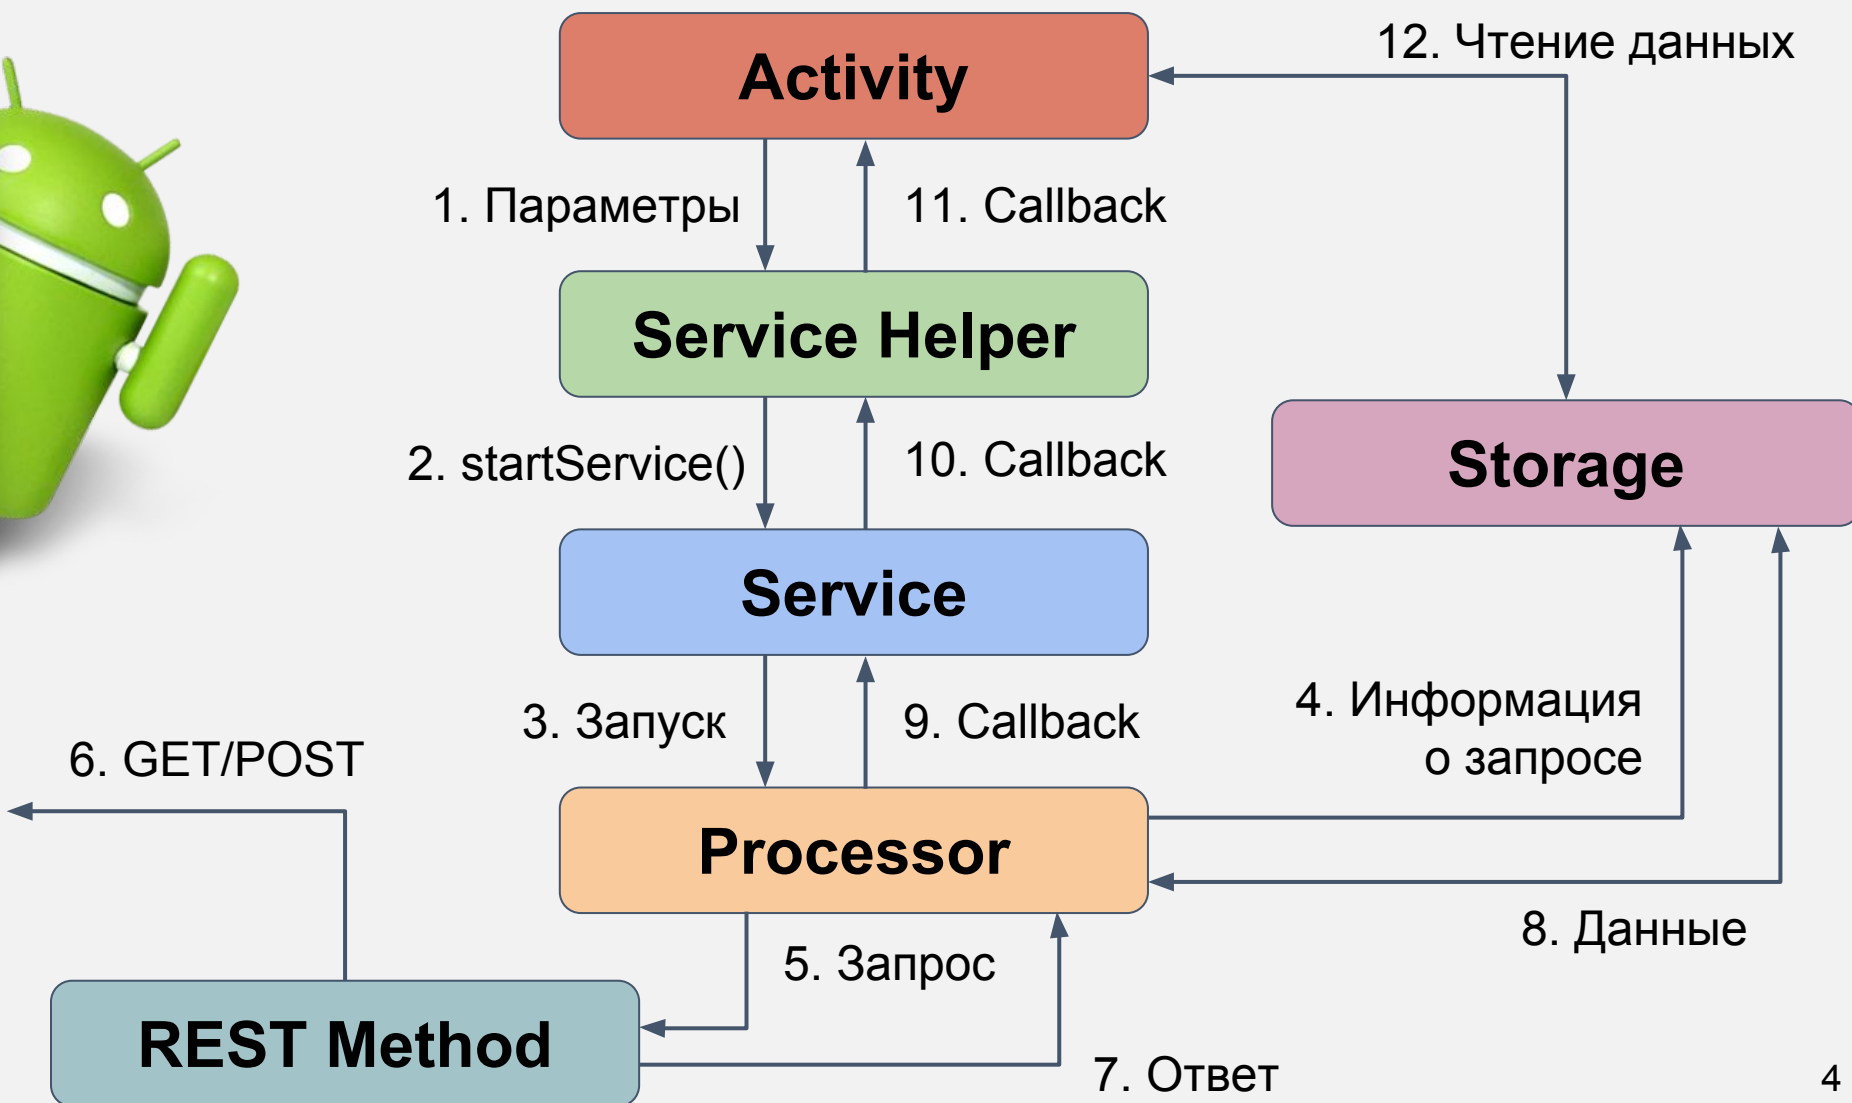 Activity
12. Чтение данных
1. Параметры
11. Callback
Service Helper
2. startService()
10. Callback
Storage
Service
3. Запуск
9. Callback
4. Информация
о запросе
6. GET/POST
Processor
8. Данные
5. Запрос
REST Method
7. Ответ
4